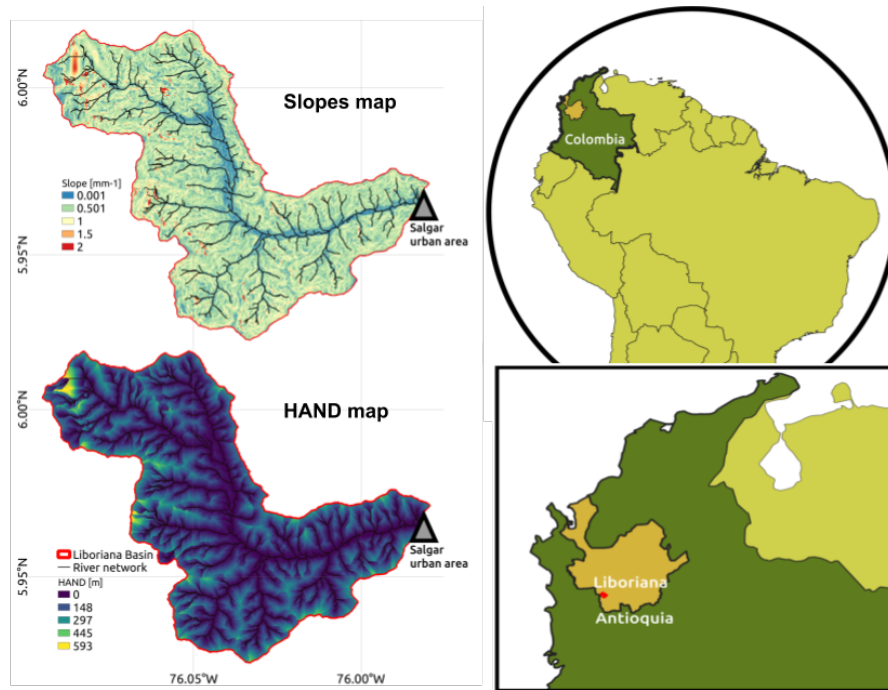 6.00°N
Slopes map
Slope [mm-1]
0.001
0.501
1
1.5
2
5.95°N
Salgar
urban area
6.00°N
HAND map
Liboriana Basin
River network
HAND [m]
0
148
297
445
593
5.95°N
Salgar
urban area
76.05°W
76.00°W
Colombia
Liboriana
Antioquia